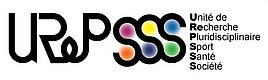 URePSSS
Unité de
Recherche
Pluridisciplinaire
Sport
Santé
Société